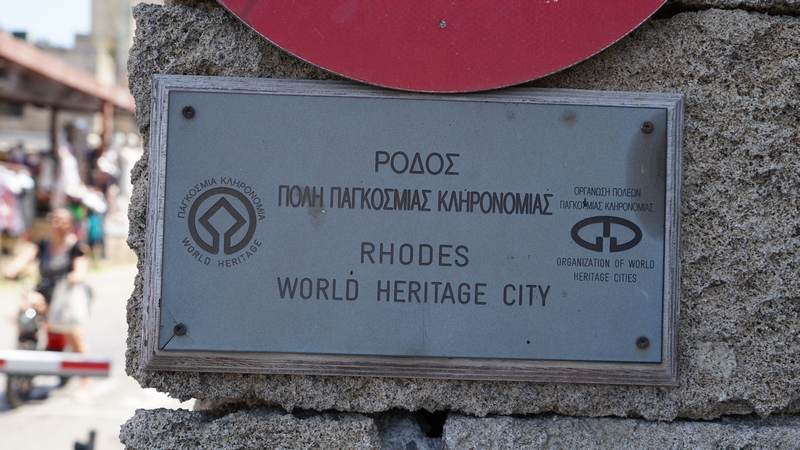 ΡΟΔΟΣ
ΠΟΛΗ ΠΑΓΚΟΣΜΙΑΣ ΚΛΗΡΟΝΟΜΙΑΣ
RHODES
WORLD HERITAGE CITY
ΠΑΓΚΟΣΜΙΑ ΚΛΗΡΟΝΟΜΙΑ
WORLD HERITAGE
ΟΡΓΑΝΩΣΗ ΠΟΛΕΩΝ
ΠΑΓΚΟΣΜΙΑΣ ΚΛΗΡΟΝΟΜΙΑΣ
ORGANIZATION OF WORLD
HERITAGE CITIES